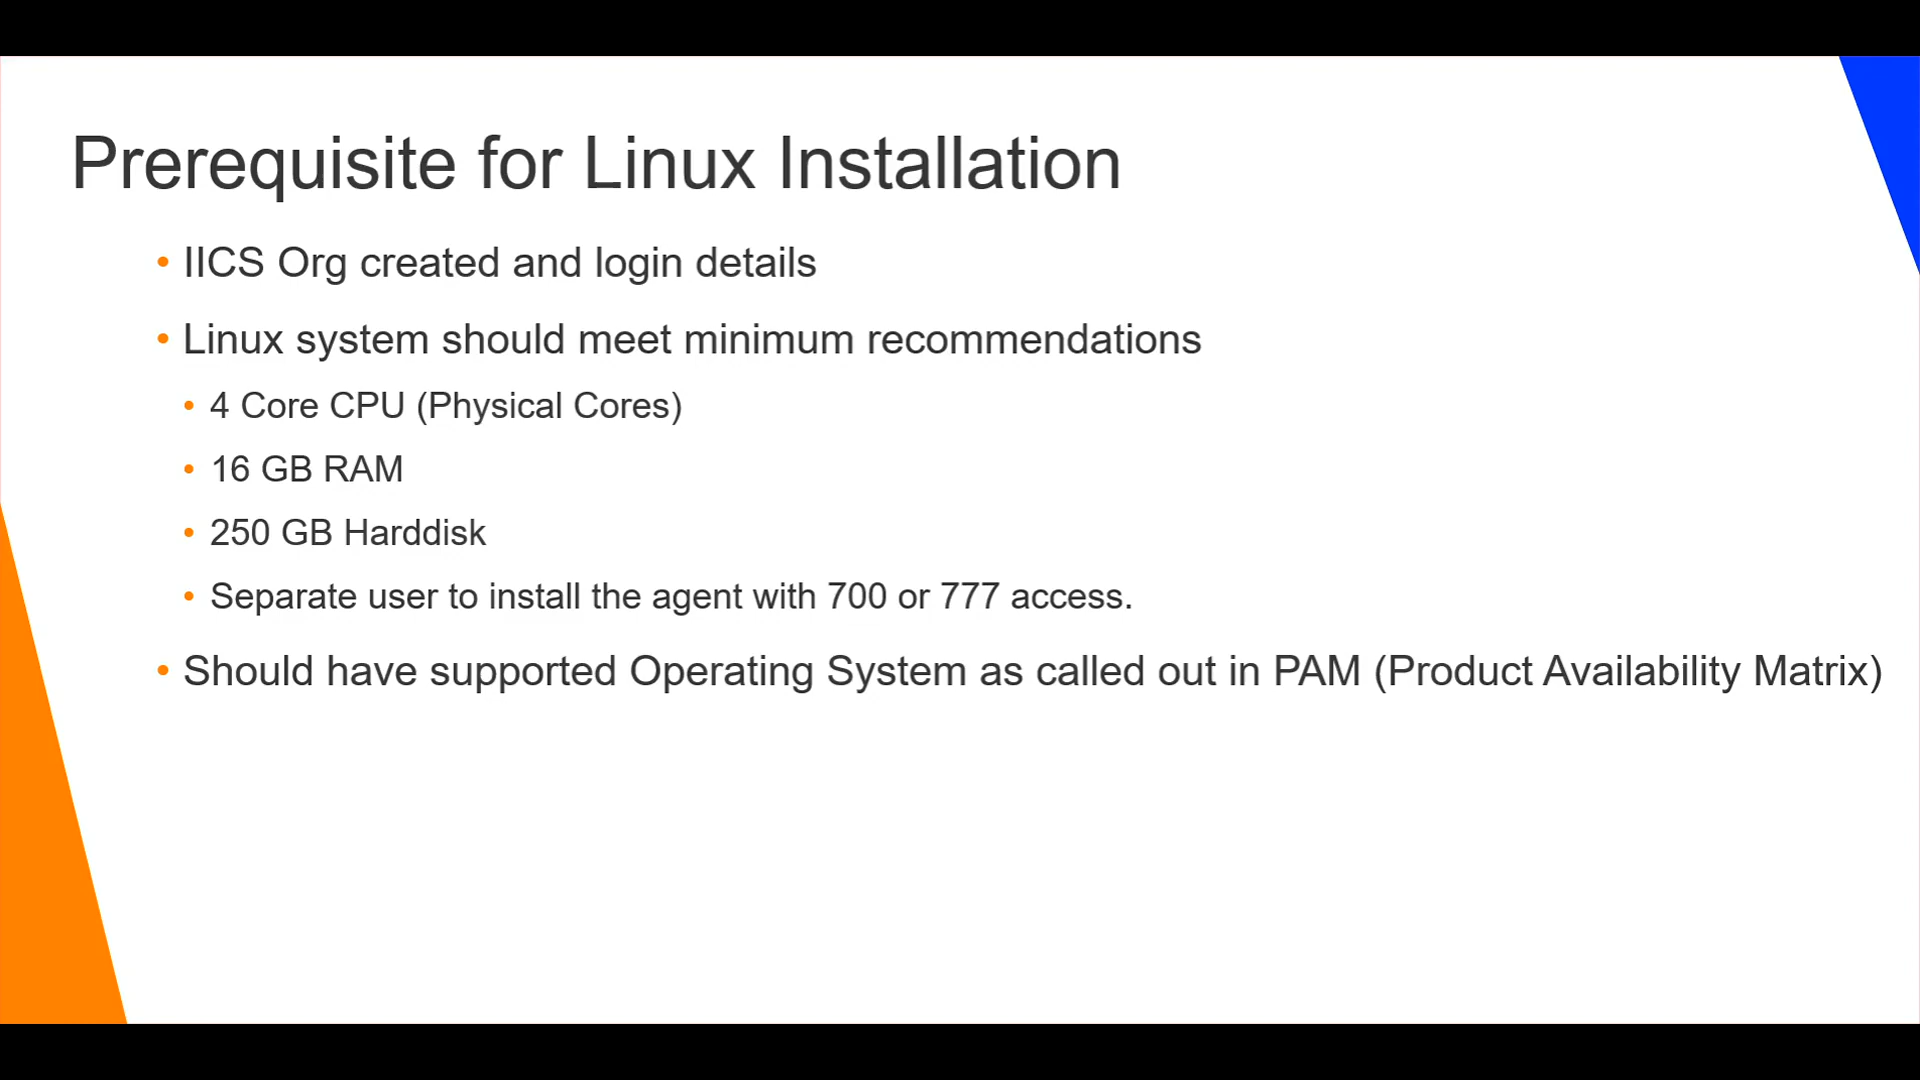 Prerequisite for Linux Installation
• IICS Org created and login details
• Linux system should meet minimum recommendations
• 4 Core CPU (Physical Cores)
• 16 GB RAM
• 250 GB Harddisk
• Separate user to install the agent with 700 or 777 access.
• Should have supported Operating System as called out in PAM (Product Availability Matrix)